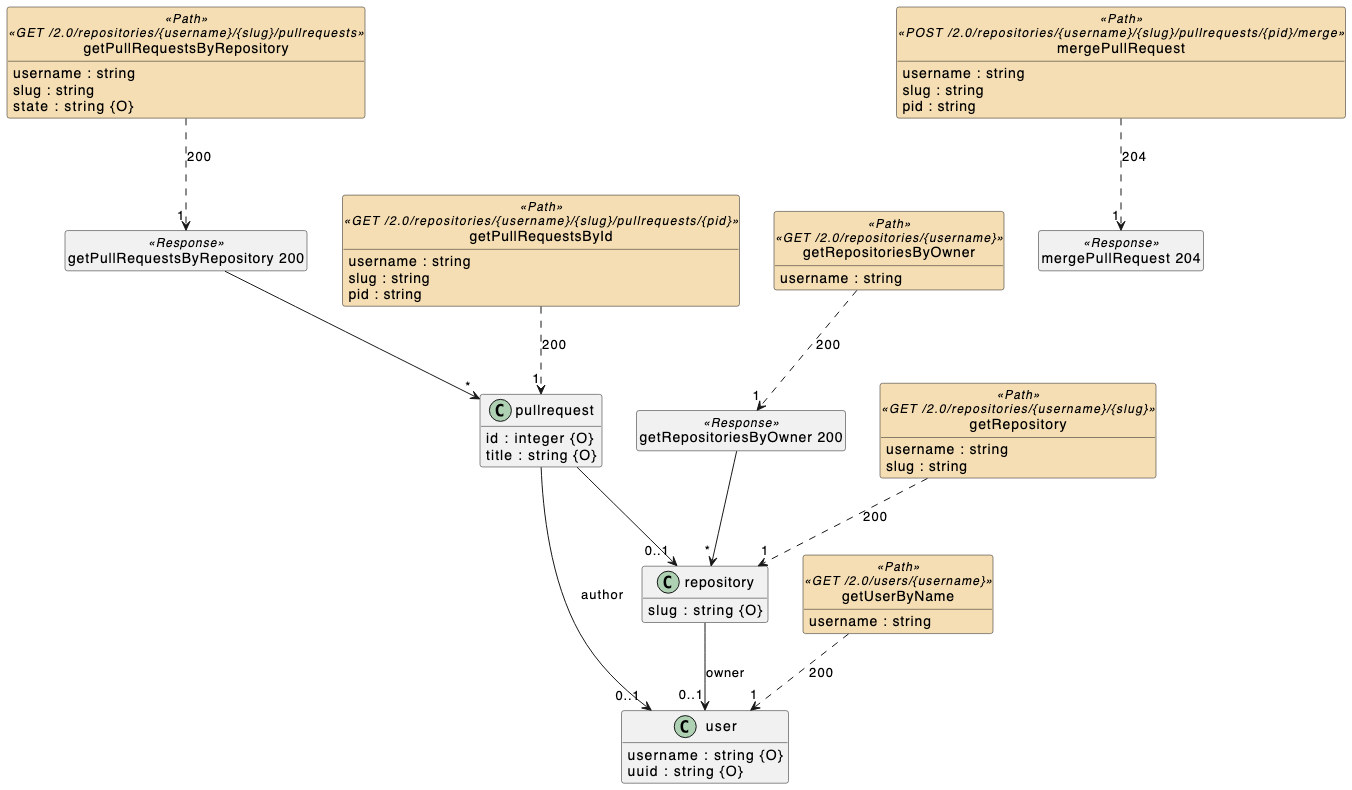 «Path»
«GET /2.0/repositories/{username}/{slug}/pullrequests»
getPullRequestsByRepository
username : string
slug : string
state : string {O}
«Path»
«POST /2.0/repositories/{username}/{slug}/pullrequests/{pid}/merge»
mergePullRequest
username : string
slug : string
pid : string
200
1
204
1
«Response»
getPullRequestsByRepository 200
«Path»
«GET /2.0/repositories/{username}/{slug}/pullrequests/{pid}»
getPullRequestsById
username : string
slug : string
pid : string
«Path»
«GET /2.0/repositories/{username}»
getRepositoriesByOwner
username : string
«Response»
mergePullRequest 204
200
1
*
200
1
C pullrequest
id : integer {O}
title : string {O}
«Response»
getRepositoriesByOwner 200
«Path»
«GET /2.0/repositories/{username}/{slug}»
getRepository
username : string
slug : string
200
0..1
*
1
C repository
slug : string {O}
author
«Path»
«GET /2.0/users/{username}»
getUserByName
username : string
owner
200
0..1
0..1
1
C user
username : string {O}
uuid : string {O}